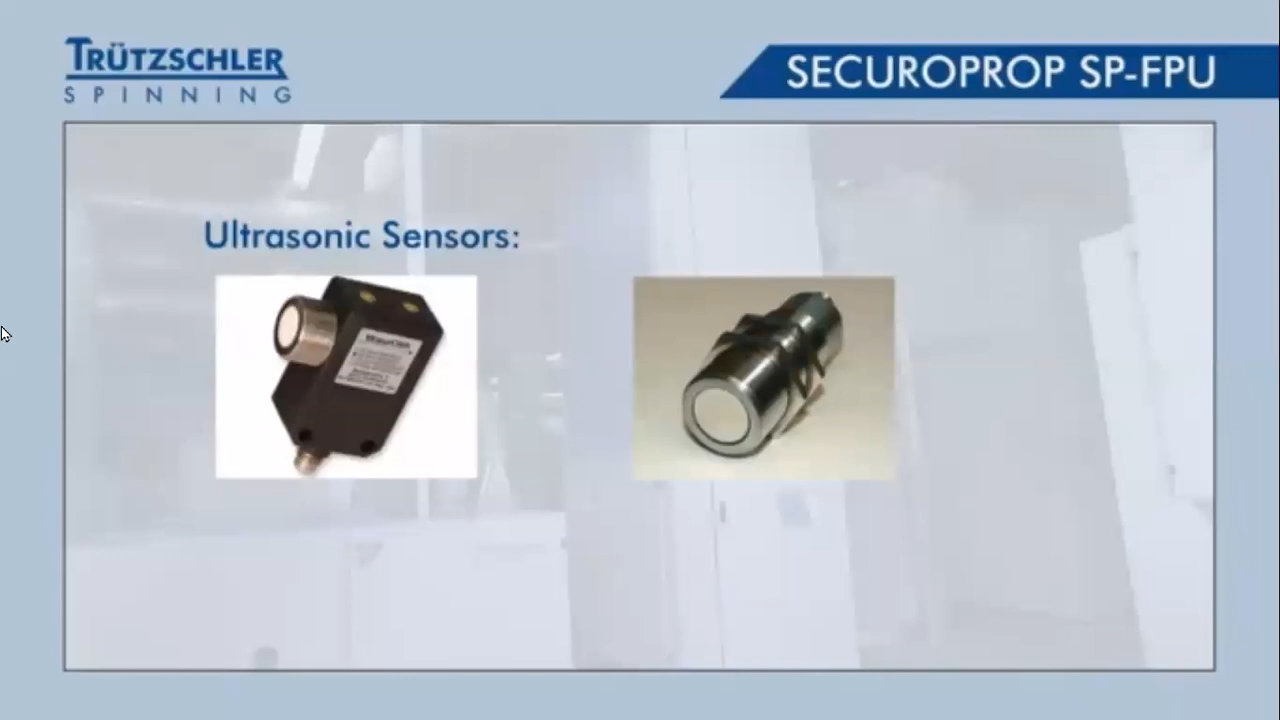 TRÜTZSCHLER
SPINNING
SECUROPROP SP-FPU
Ultrasonic Sensors: